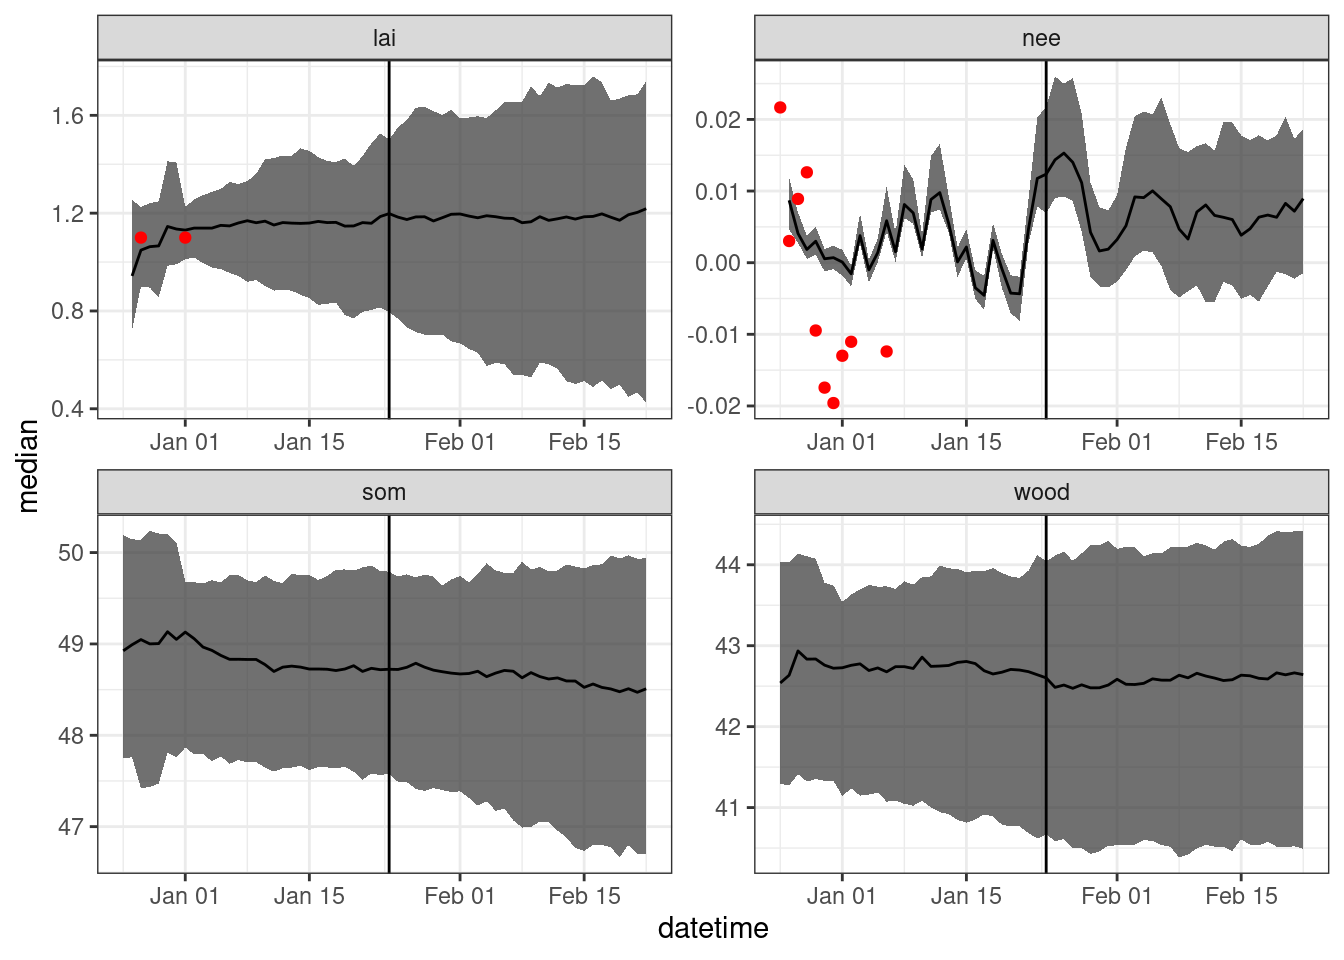 lai
nee
1.6
1.2
0.8
0.4
0.02
0.01
0.00
-0.01
-0.02
Jan 01 Jan 15 Feb 01 Feb 15
Jan 01 Jan 15 Feb 01 Feb 15
median
som
wood
50
49
48
47
44
43
42
41
Jan 01 Jan 15 Feb 01 Feb 15
Jan 01 Jan 15 Feb 01 Feb 15
datetime